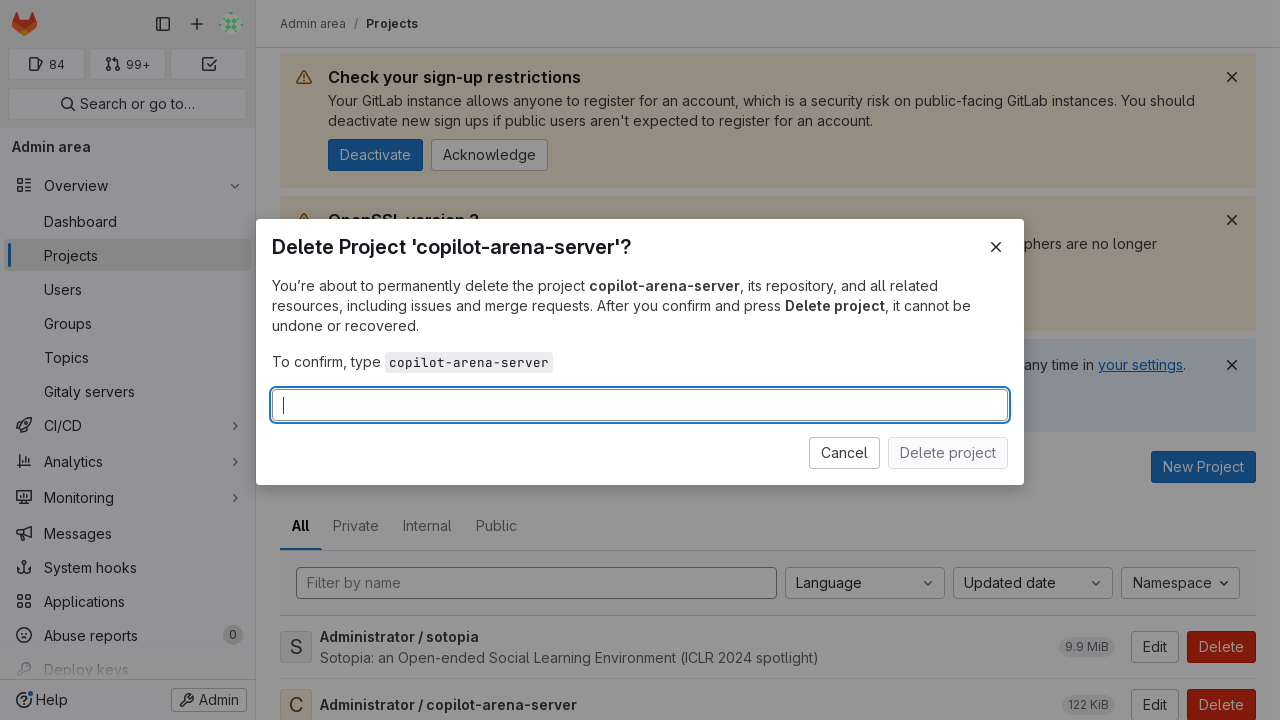 Admin area / Projects
84
99+
Search or go to…
Admin area
Overview
Dashboard
Projects
Users
Groups
Topics
Gitaly servers
CI/CD
Analytics
Monitoring
Messages
System hooks
Applications
Abuse reports
0
Deploy keys
Help
Admin
Check your sign-up restrictions
Your GitLab instance allows anyone to register for an account, which is a security risk on public-facing GitLab instances. You should
deactivate new sign ups if public users aren't expected to register for an account.
Deactivate
Acknowledge
OpenSSL version 3
phers are no longer
Delete Project 'copilot-arena-server'?
You’re about to permanently delete the project copilot-arena-server, its repository, and all related
resources, including issues and merge requests. After you confirm and press Delete project, it cannot be
undone or recovered.
To confirm, type copilot-arena-server
Cancel
Delete project
any time in your settings.
New Project
All
Private
Internal
Public
Filter by name
Language
Updated date
Namespace
S
Administrator / sotopia
Sotopia: an Open-ended Social Learning Environment (ICLR 2024 spotlight)
9.9 MiB
Edit
Delete
C
Administrator / copilot-arena-server
122 KiB
Edit
Delete